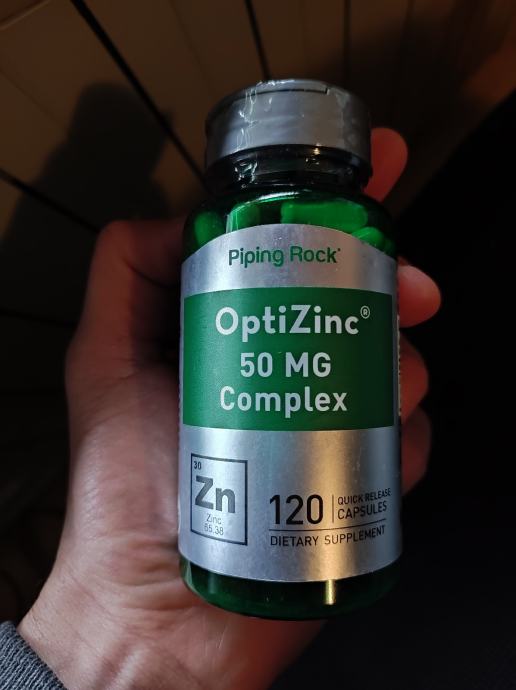 Piping Rock
OptiZinc®
50 MG
Complex
30
Zn
Zinc
65.38
120
QUICK RELEASE
CAPSULES
DIETARY SUPPLEMENT